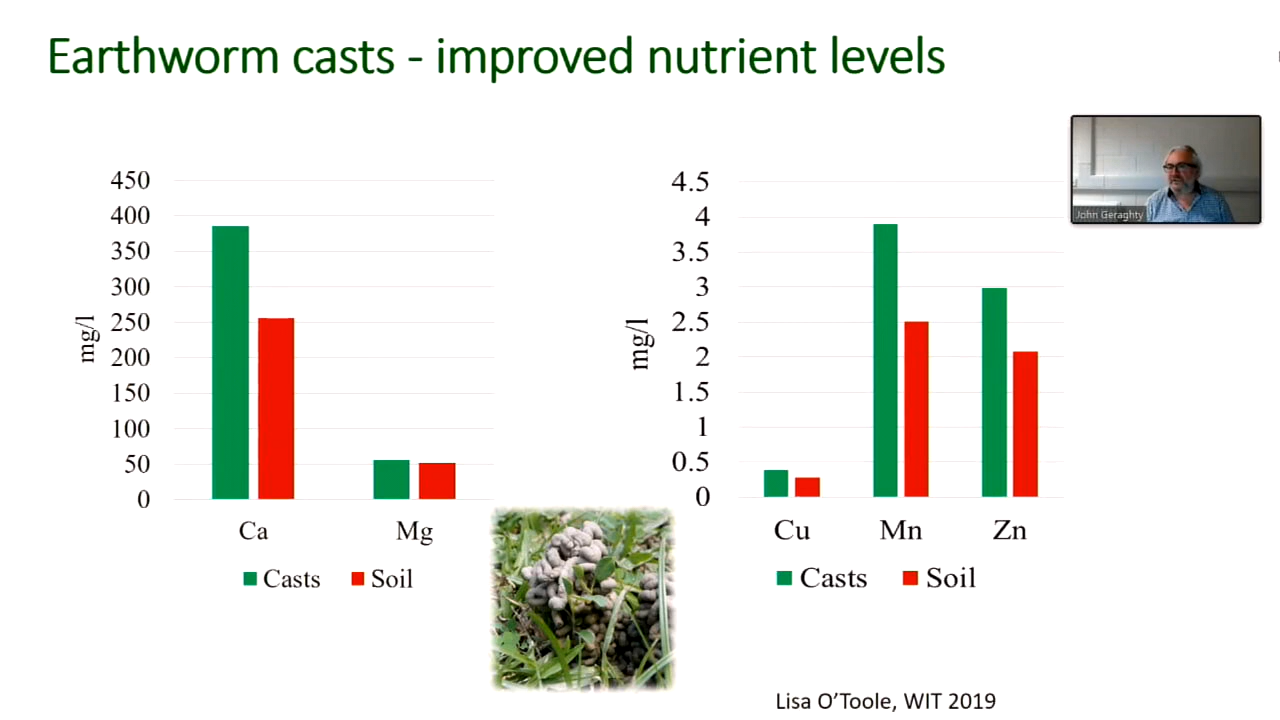 Earthworm casts - improved nutrient levels
John Geraghty
450
400
350
300
250
200
150
100
50
0
mg/l
Ca
Mg
Casts
Soil
4.5
4
3.5
3
2.5
2
1.5
1
0.5
0
mg/l
Cu
Mn
Zn
Casts
Soil
Lisa O'Toole, WIT 2019